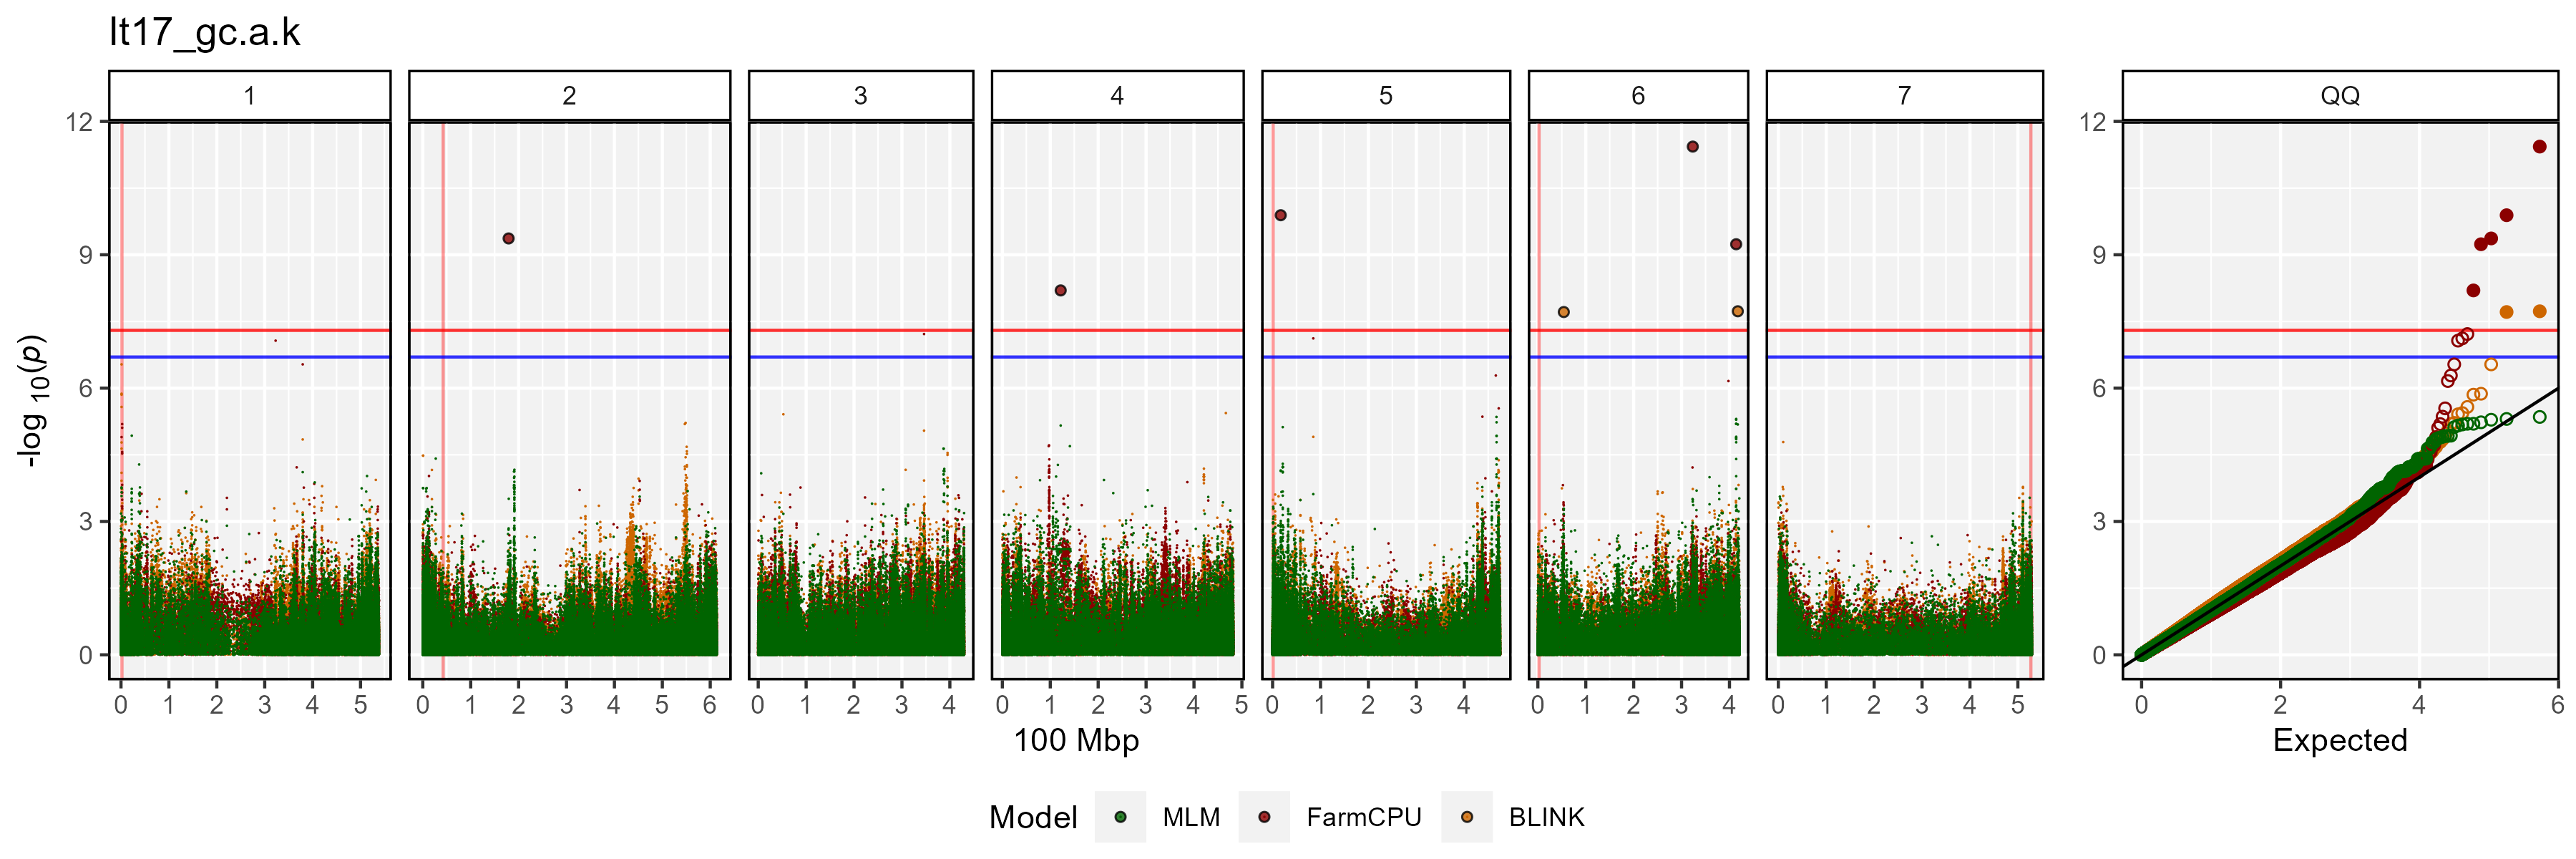 lt17_gc.a.k
1 2 3 4 5 6 7 QQ
12 12
9 9
6 6
3 3
0 0
-log 10(p)
0 1 2 3 4 5 0 1 2 3 4 5 6 0 1 2 3 4 0 1 2 3 4 5 0 1 2 3 4 0 1 2 3 4 0 1 2 3 4 5 0 2 4 6
100 Mbp Expected
Model MLM FarmCPU BLINK